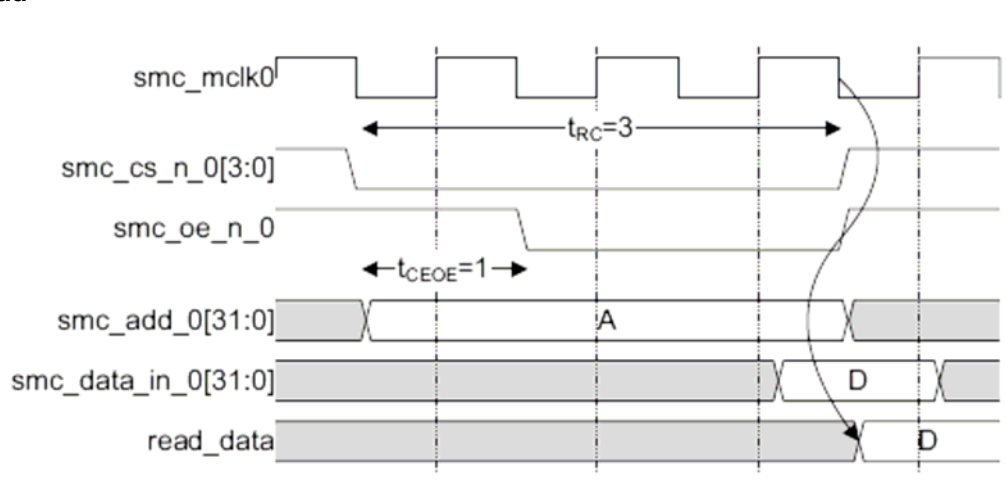 smc_mclk0
tRC=3
smc_cs_n_0[3:0]
smc_oe_n_0
tCEOE=1
smc_add_0[31:0]
A
smc_data_in_0[31:0]
D
read_data
D